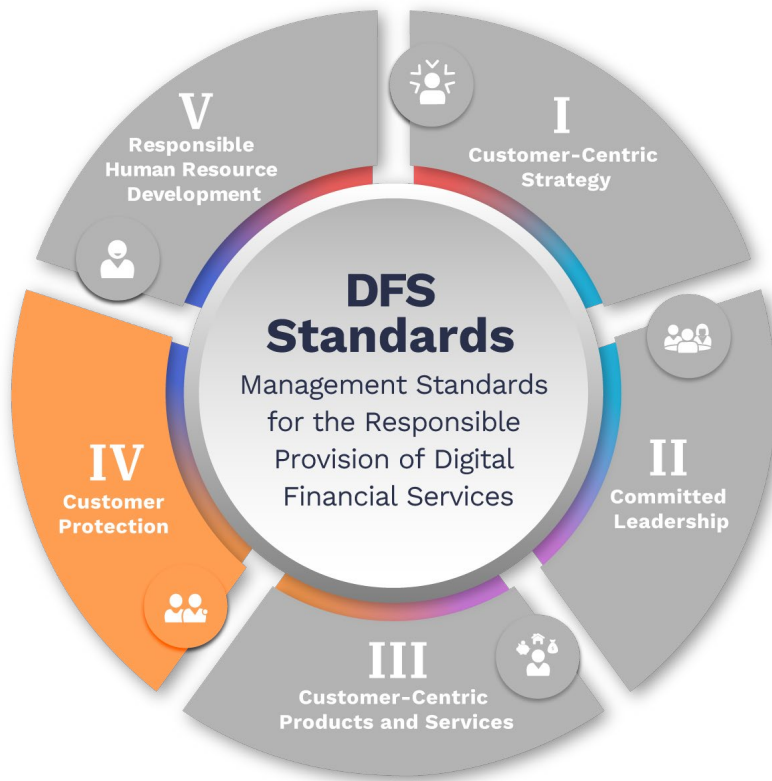 DFS
Standards
Management Standards
for the Responsible
Provision of Digital
Financial Services
I
Customer-Centric
Strategy
II
Committed
Leadership
III
Customer-Centric
Products and Services
IV
Customer
Protection
V
Responsible
Human Resource
Development